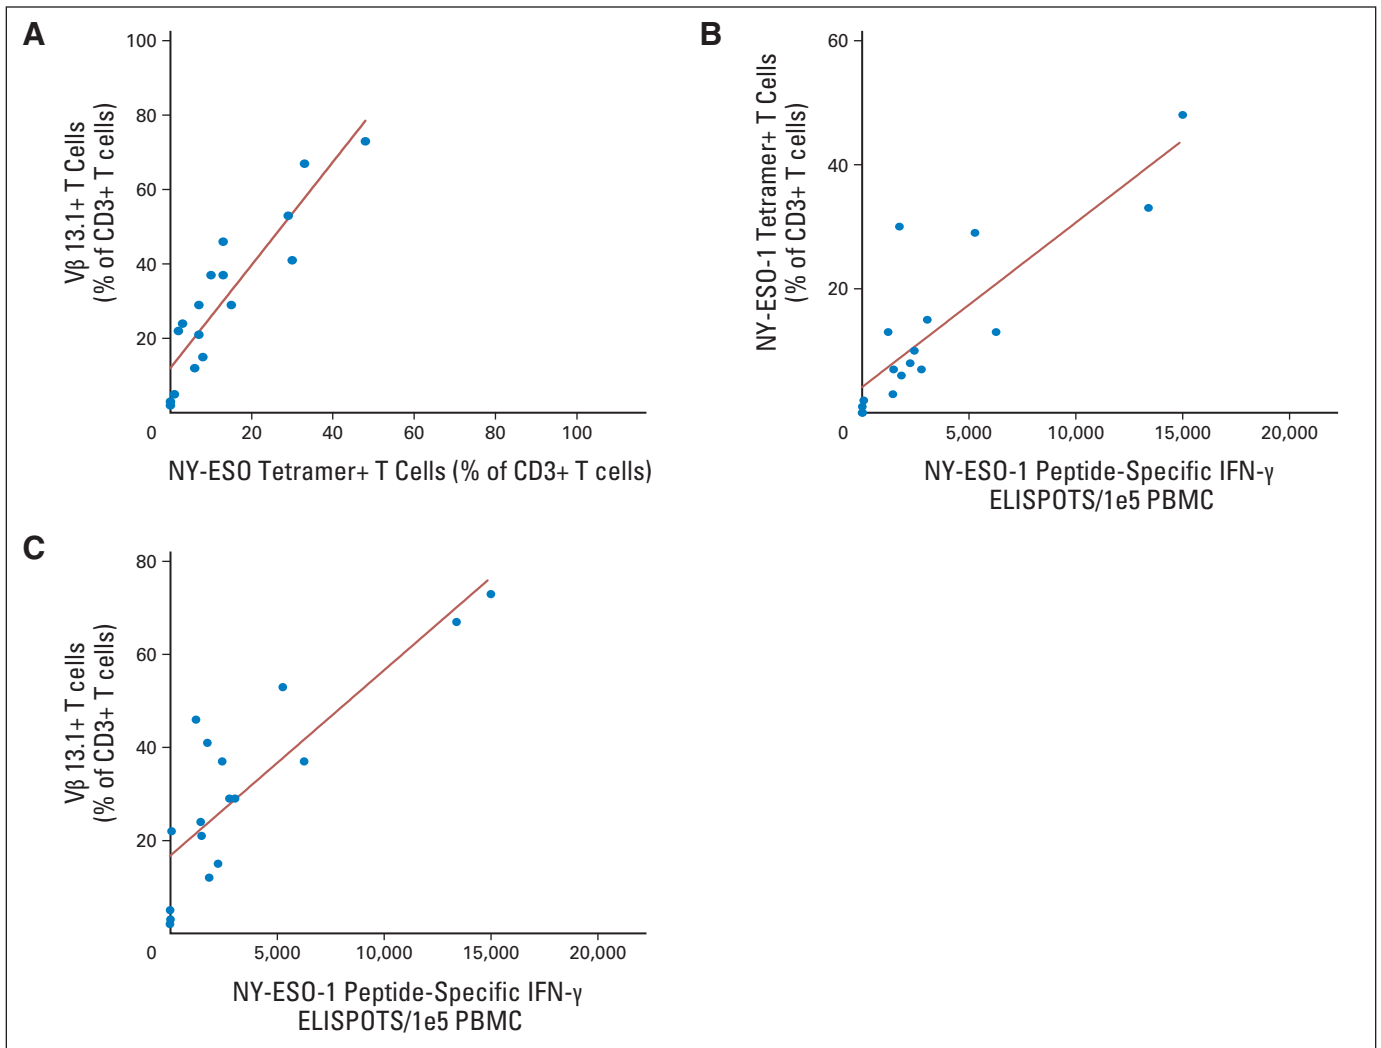 A
100
80
60
40
20
0
20
40
60
80
100
Vβ 13.1+ T Cells
(% of CD3+ T cells)
NY-ESO Tetramer+ T Cells (% of CD3+ T cells)
B
60
40
20
0
5,000
10,000
15,000
20,000
NY-ESO-1 Tetramer+ T Cells
(% of CD3+ T cells)
NY-ESO-1 Peptide-Specific IFN-γ
ELISPOTS/1e5 PBMC
C
80
60
40
20
0
5,000
10,000
15,000
20,000
Vβ 13.1+ T cells
(% of CD3+ T cells)
NY-ESO-1 Peptide-Specific IFN-γ
ELISPOTS/1e5 PBMC